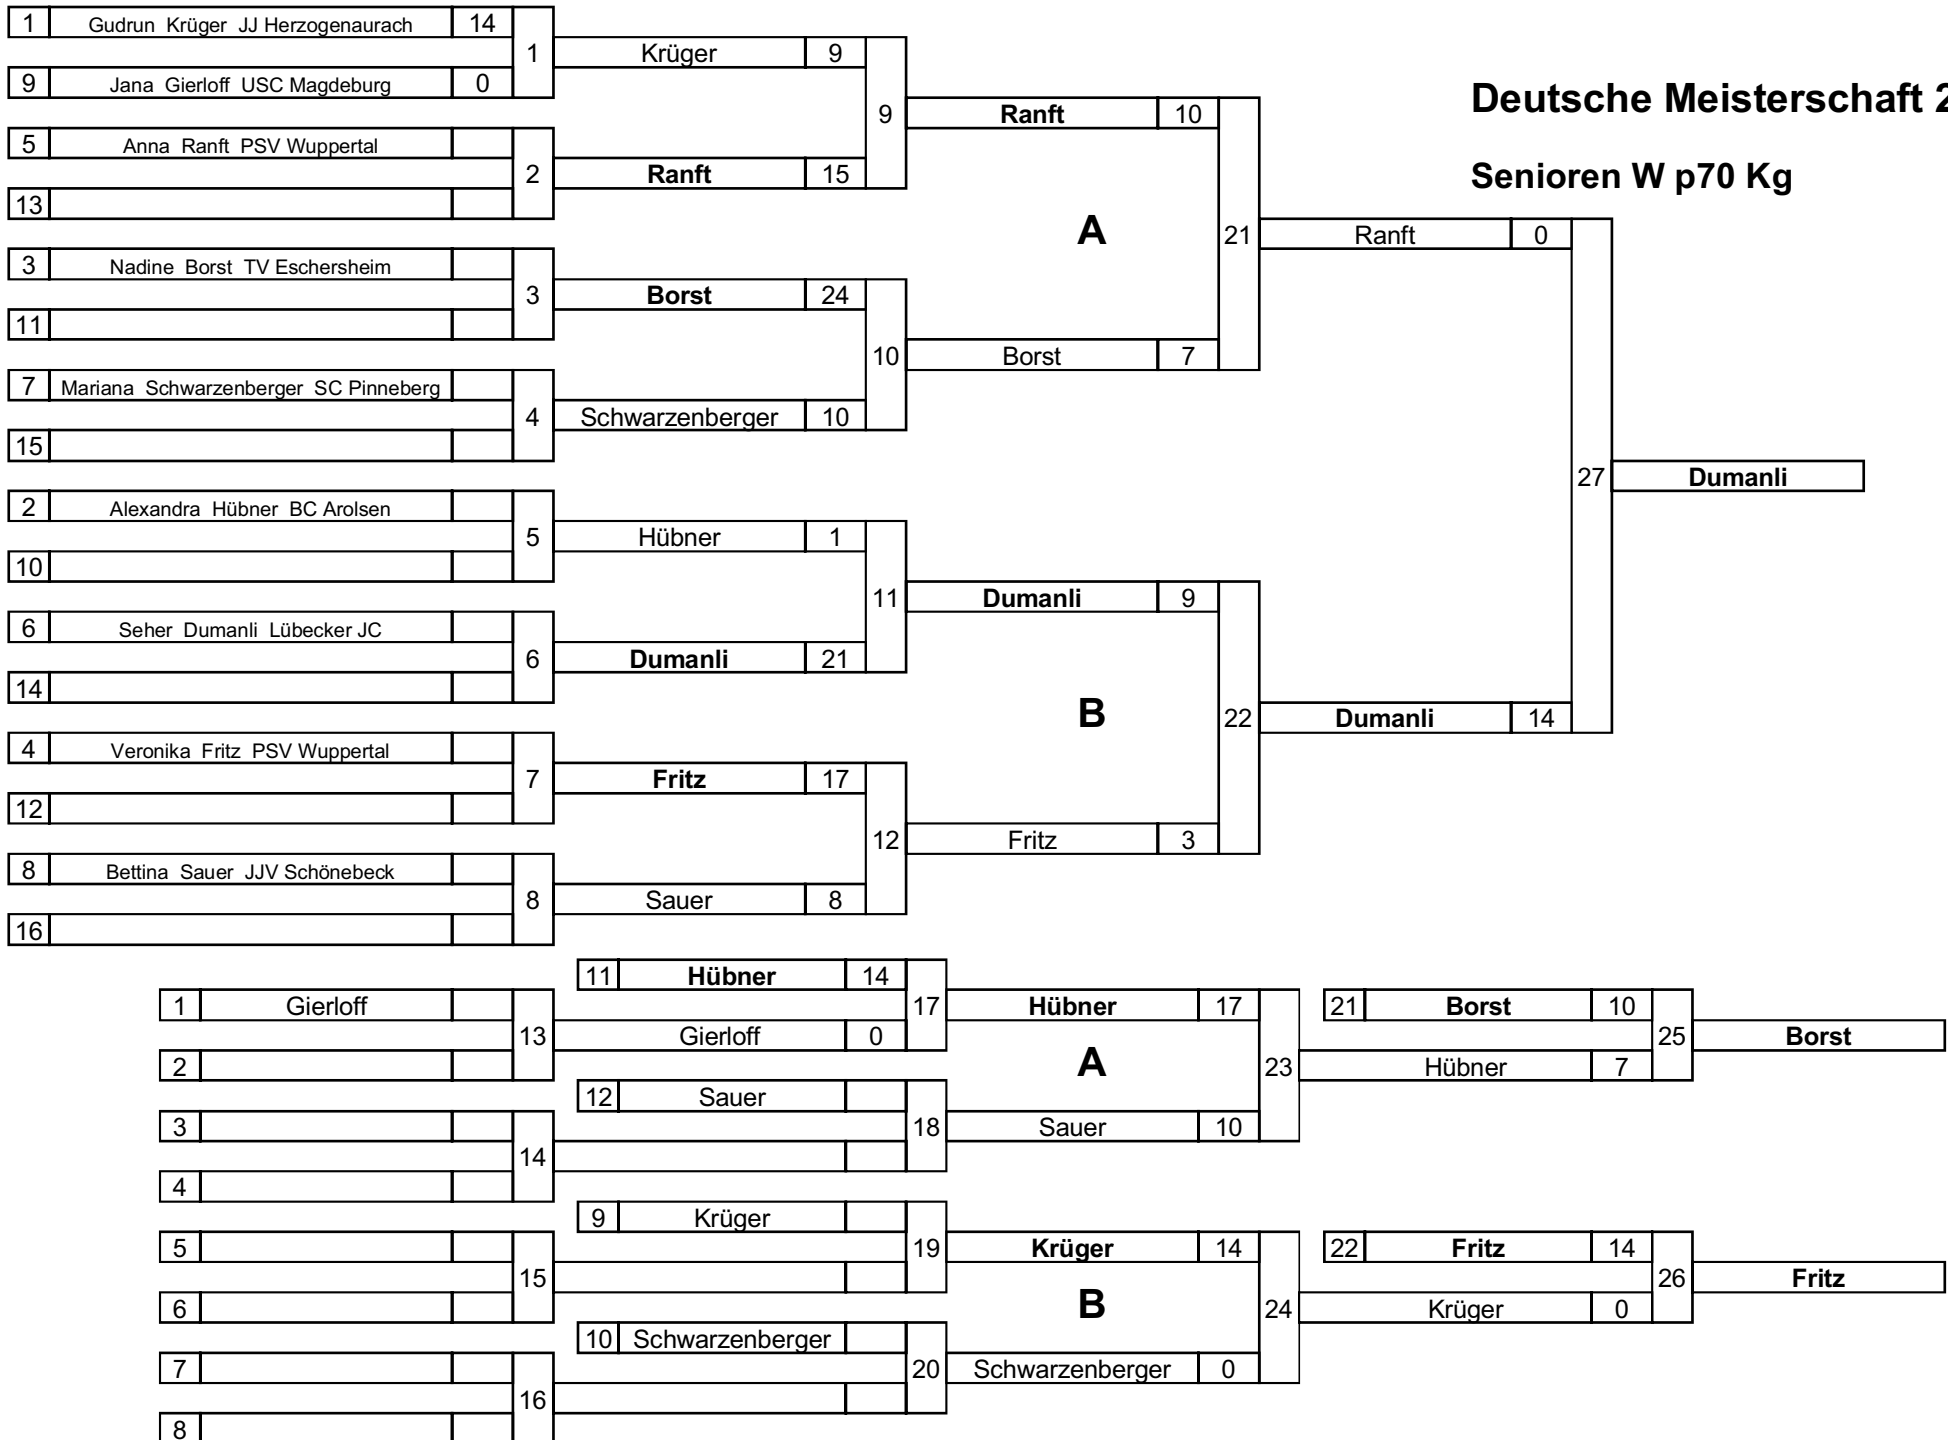 Deutsche Meisterschaft 2
Senioren W p70 Kg
1 Gudrun Krüger JJ Herzogenaurach 14
1
9 Jana Gierloff USC Magdeburg 0
5 Anna Ranft PSV Wuppertal
2
13
3 Nadine Borst TV Eschersheim
3
11
7 Mariana Schwarzenberger SC Pinneberg
4
15
2 Alexandra Hübner BC Arolsen
5
10
6 Seher Dumanli Lübecker JC
6
14
4 Veronika Fritz PSV Wuppertal
7
12
8 Bettina Sauer JJV Schönebeck
8
16
Krüger 9
9
Ranft 15
Borst 24
10
Schwarzenberger 10
Hübner 1
11
Dumanli 21
Fritz 17
12
Sauer 8
Ranft 10
A
21
Borst 7
Dumanli 9
B
22
Fritz 3
Ranft 0
27
Dumanli 14
Dumanli
1 Gierloff
13
2
3
14
4
5
15
6
7
16
8
11 Hübner 14
17
Gierloff 0
12 Sauer
18
9 Krüger
19
10 Schwarzenberger
20
Hübner 17
A
23
Sauer 10
Krüger 14
B
24
Schwarzenberger 0
21 Borst 10
25
Hübner 7
Borst
22 Fritz 14
26
Krüger 0
Fritz